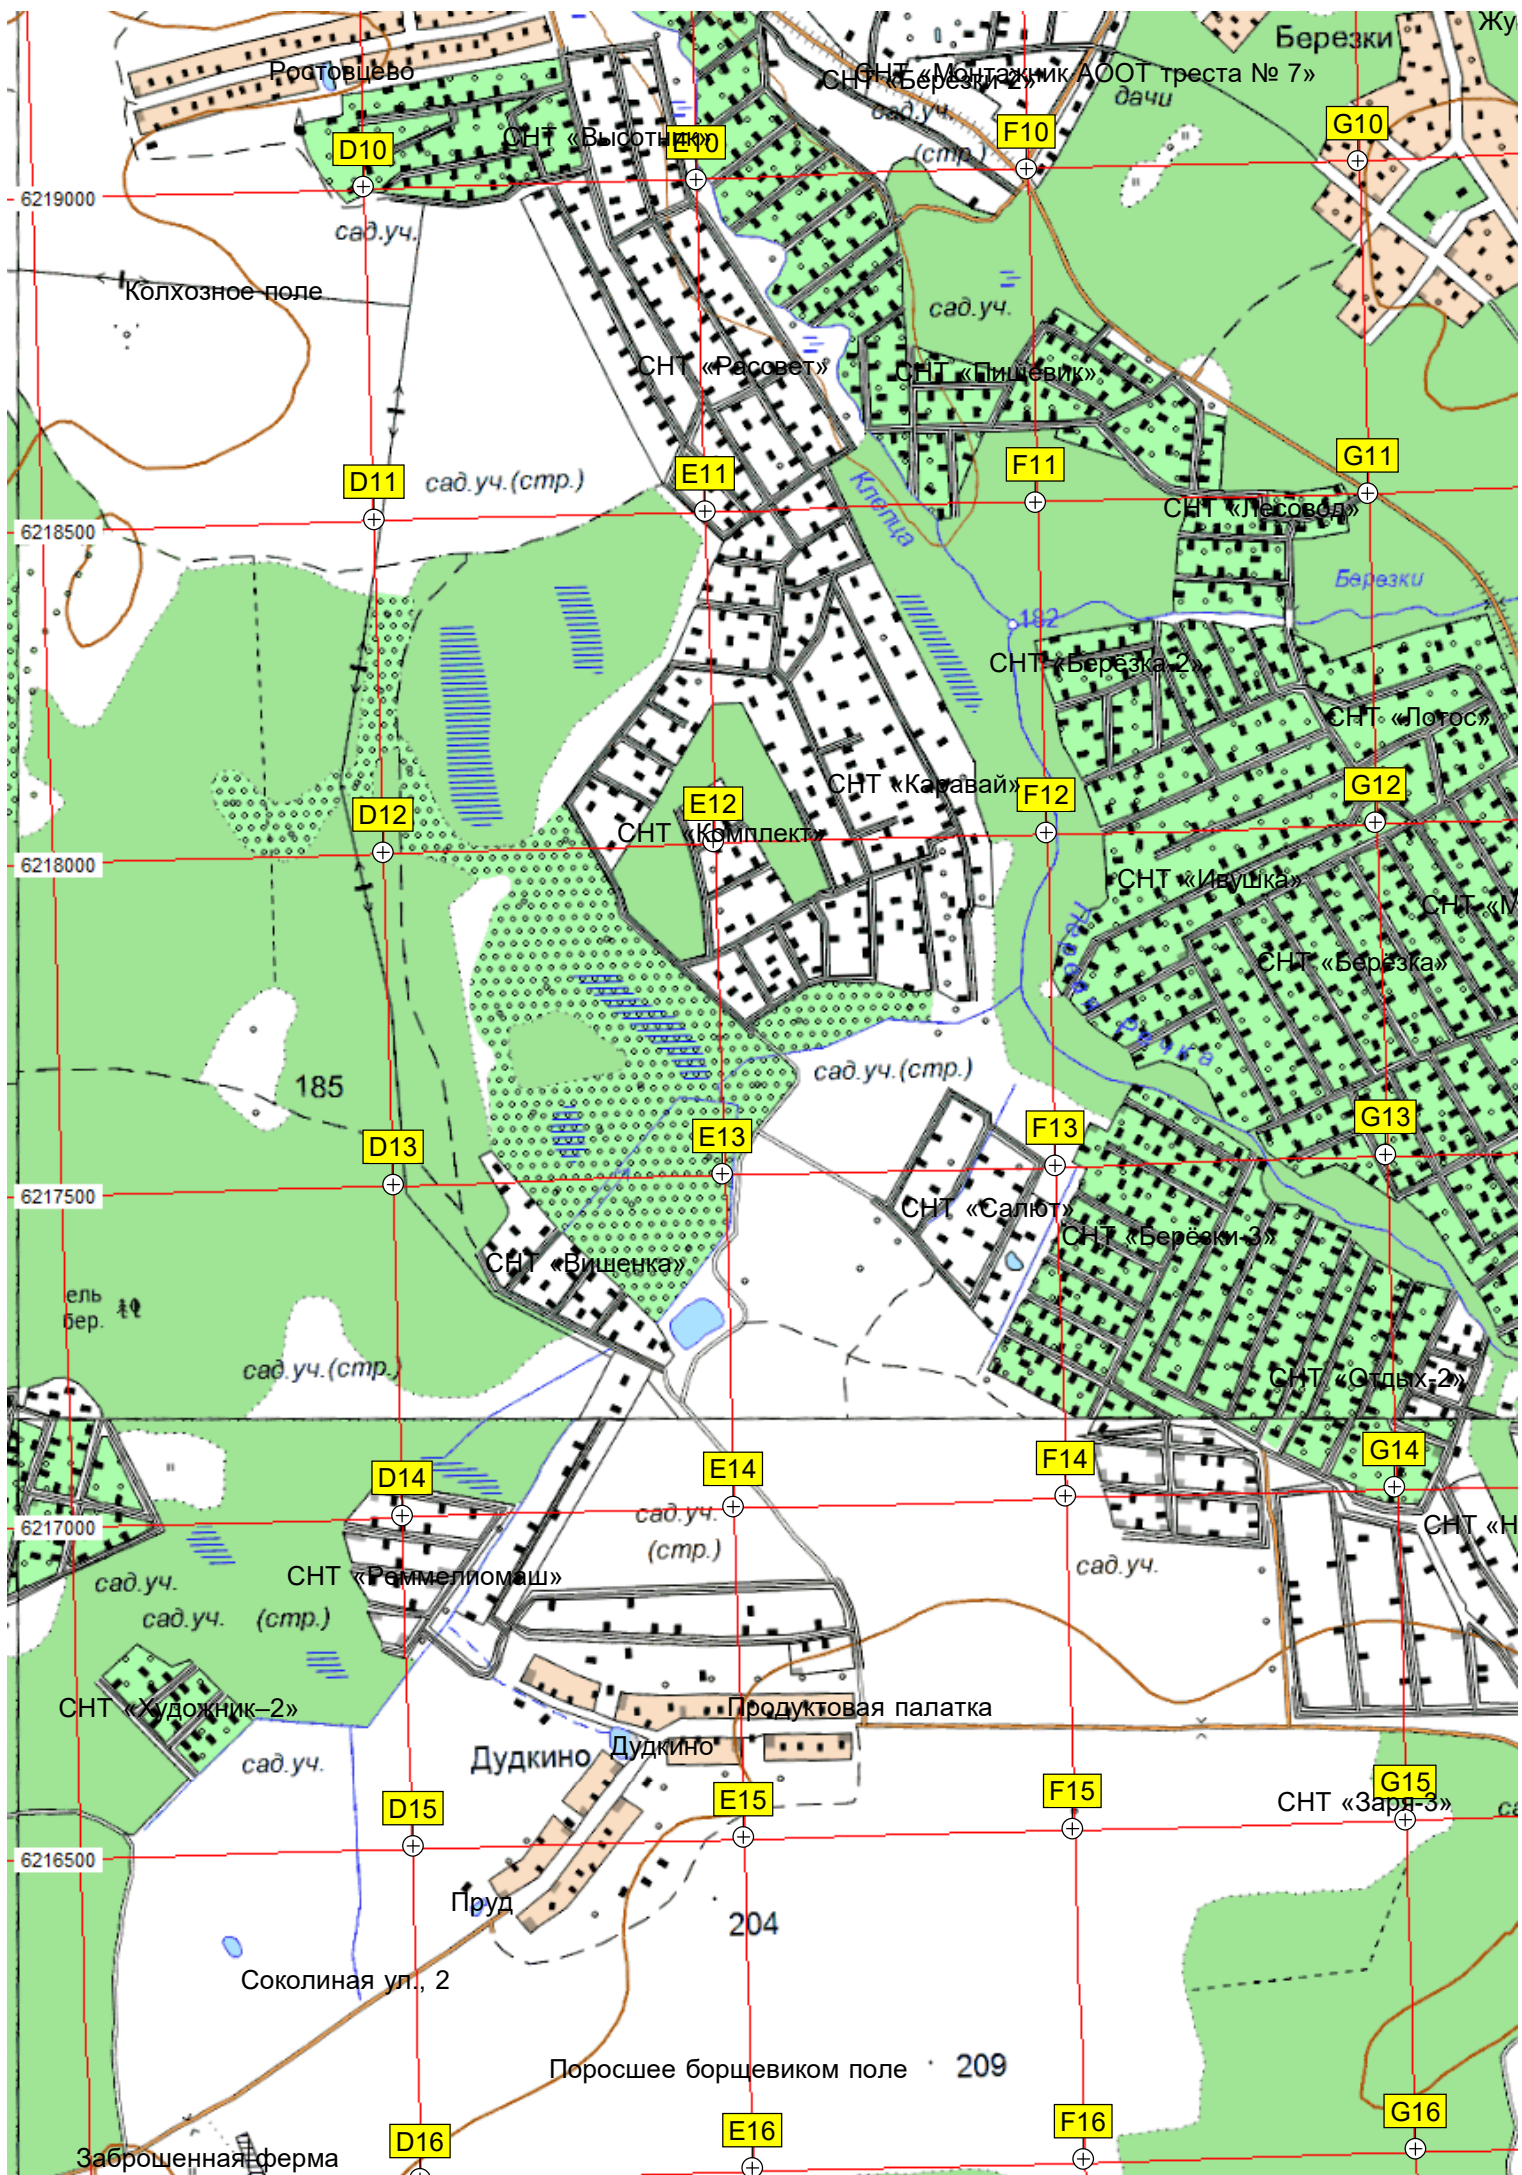 Березки
Ростовцево
СНТ «Монтажник АООТ треста № 7»
СНТ «Березки-2»
дачи
сад.уч.
(стр.)
СНТ «Высотник»
D10
E10
F10
G10
6219000
сад.уч.
Колхозное поле
сад.уч.
СНТ «Рассвет»
СНТ «Пищевик»
D11
E11
F11
G11
сад.уч.(стр.)
Клепца
СНТ «Лесовод»
6218500
Березки
182
СНТ «Берёзка-2»
СНТ «Лотос»
СНТ «Каравай»
D12
E12
F12
G12
СНТ «Комплект»
6218000
СНТ «Ивушка»
СНТ «М
СНТ «Берёзка»
Речка
сад.уч.(стр.)
185
D13
E13
F13
G13
6217500
СНТ «Салют»
СНТ «Берёзки-3»
СНТ «Вишенка»
ель
бер.
сад.уч.(стр.)
СНТ «Отдых-2»
D14
E14
F14
G14
сад.уч.
(стр.)
6217000
СНТ «Н
сад.уч.
СНТ «Реммелиомаш»
сад.уч.
сад.уч. (стр.)
СНТ «Художник–2»
Продуктовая палатка
Дудкино
Дудкино
сад.уч.
D15
E15
F15
G15
СНТ «Заря-3»
6216500
Пруд
204
Соколиная ул., 2
Поросшее борщевиком поле
209
D16
E16
F16
G16
Заброшенная ферма